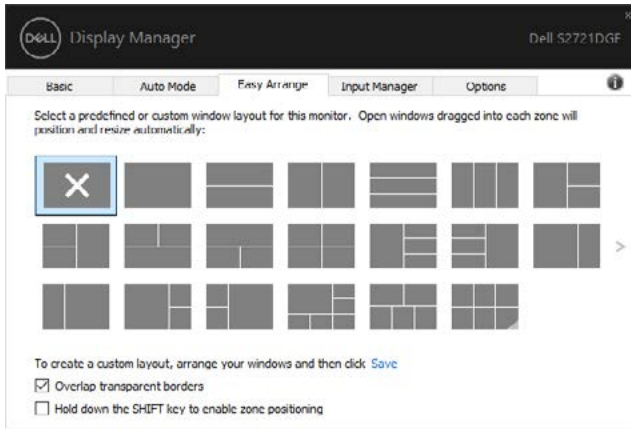 DELL Display Manager
Dell S2721DGF
Basic Auto Mode Easy Arrange Input Manager Options
Select a predefined or custom window layout for this monitor. Open windows dragged into each zone will
position and resize automatically:
To create a custom layout, arrange your windows and then click Save
Overlap transparent borders
Hold down the SHIFT key to enable zone positioning